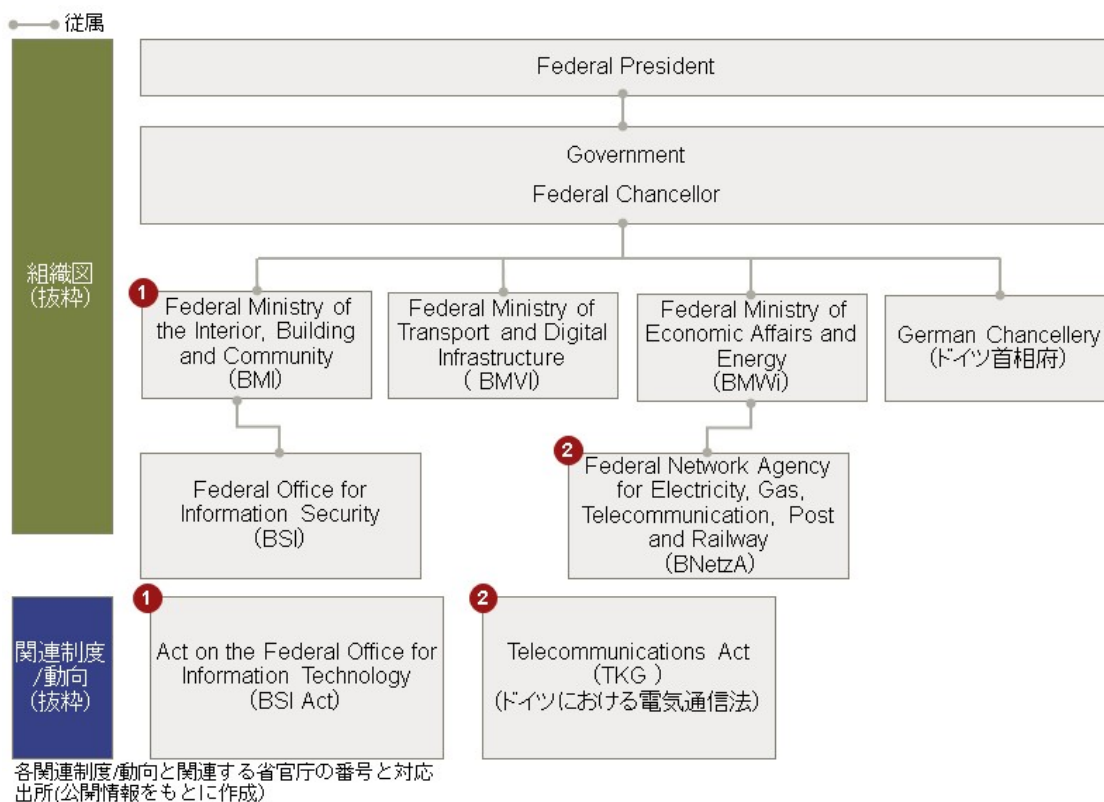 従属
Federal President
Government
Federal Chancellor
組織図
(抜粋)
1
Federal Ministry of
the Interior, Building
and Community
(BMI)
Federal Ministry of
Transport and Digital
Infrastructure
( BMVI)
Federal Ministry of
Economic Affairs and
Energy
(BMWi)
German Chancellery
(ドイツ首相府)
Federal Office for
Information Security
(BSI)
2
Federal Network Agency
for Electricity, Gas,
Telecommunication, Post
and Railway
(BNetzA)
関連制度
/動向
(抜粋)
1
Act on the Federal Office for
Information Technology
(BSI Act)
2
Telecommunications Act
(TKG )
(ドイツにおける電気通信法)
各関連制度/動向と関連する省官庁の番号と対応
出所(公開情報をもとに作成)